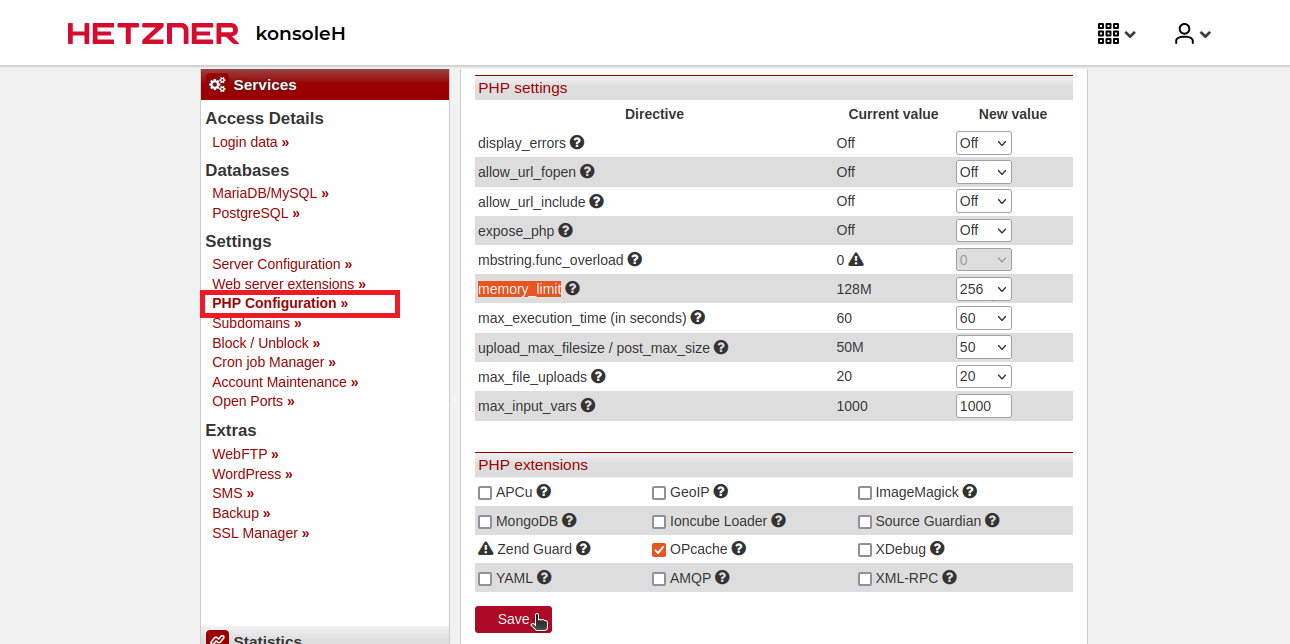 HETZNER konsoleH
Services
Access Details
Login data »
Databases
MariaDB/MySQL »
PostgreSQL »
Settings
Server Configuration »
Web server extensions »
PHP Configuration »
Subdomains »
Block / Unblock »
Cron job Manager »
Account Maintenance »
Open Ports »
Extras
WebFTP »
WordPress »
SMS »
Backup »
SSL Manager »
Statistics
PHP settings
Directive Current value New value
display_errors ? Off Off
allow_url_fopen ? Off Off
allow_url_include ? Off Off
expose_php ? Off Off
mbstring.func_overload ? 0 0
memory_limit ? 128M 256
max_execution_time (in seconds) ? 60 60
upload_max_filesize / post_max_size ? 50M 50
max_file_uploads ? 20 20
max_input_vars ? 1000 1000
PHP extensions
APCu ? GeoIP ? ImageMagick ?
MongoDB ? Ioncube Loader ? Source Guardian ?
Zend Guard ? OPcache ? XDebug ?
YAML ? AMQP ? XML-RPC ?
Save